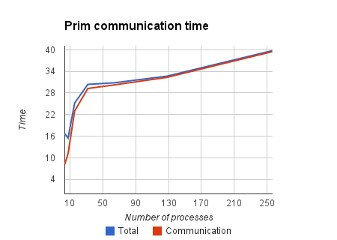 Prim communication time
40
34
28
22
16
10
4
Time
10 50 90 130 170 210 250
Number of processes
Total Communication